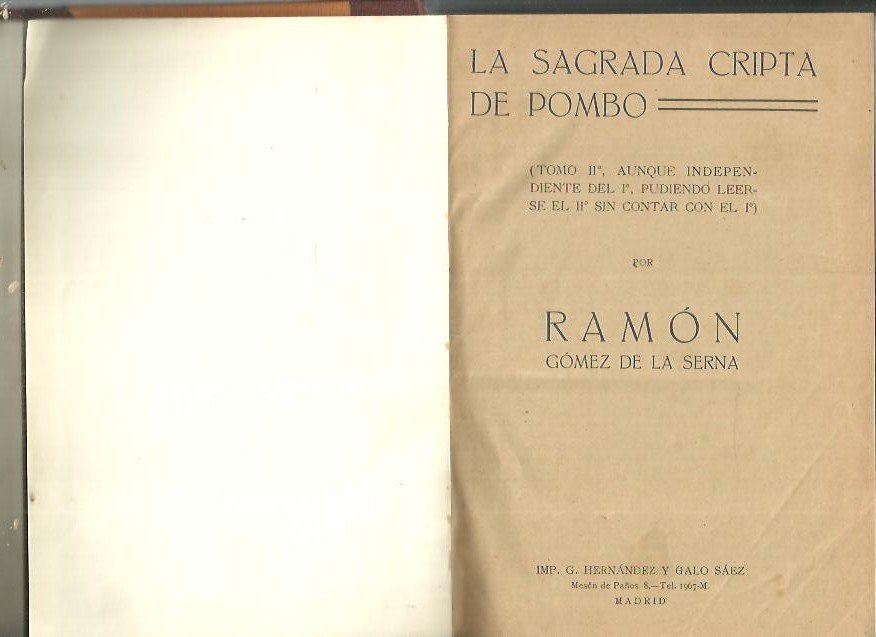 LA SAGRADA CRIPTA
DE POMBO
(TOMO IIº, AUNQUE INDEPEN-
DIENTE DEL Iº, PUDIENDO LEER-
SE EL IIº SIN CONTAR CON EL Iº)
POR
RAMÓN
GÓMEZ DE LA SERNA
IMP. G. HERNÁNDEZ Y GALO SÁEZ
Mesón de Paños, 8.—Tel. 1967-M.
MADRID